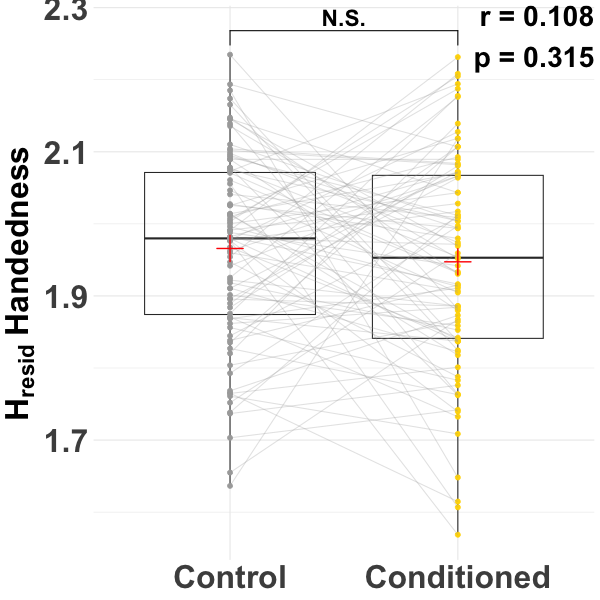 2.3
N.S.
r = 0.108
p = 0.315
2.1
1.9
1.7
Hresid Handedness
Control
Conditioned